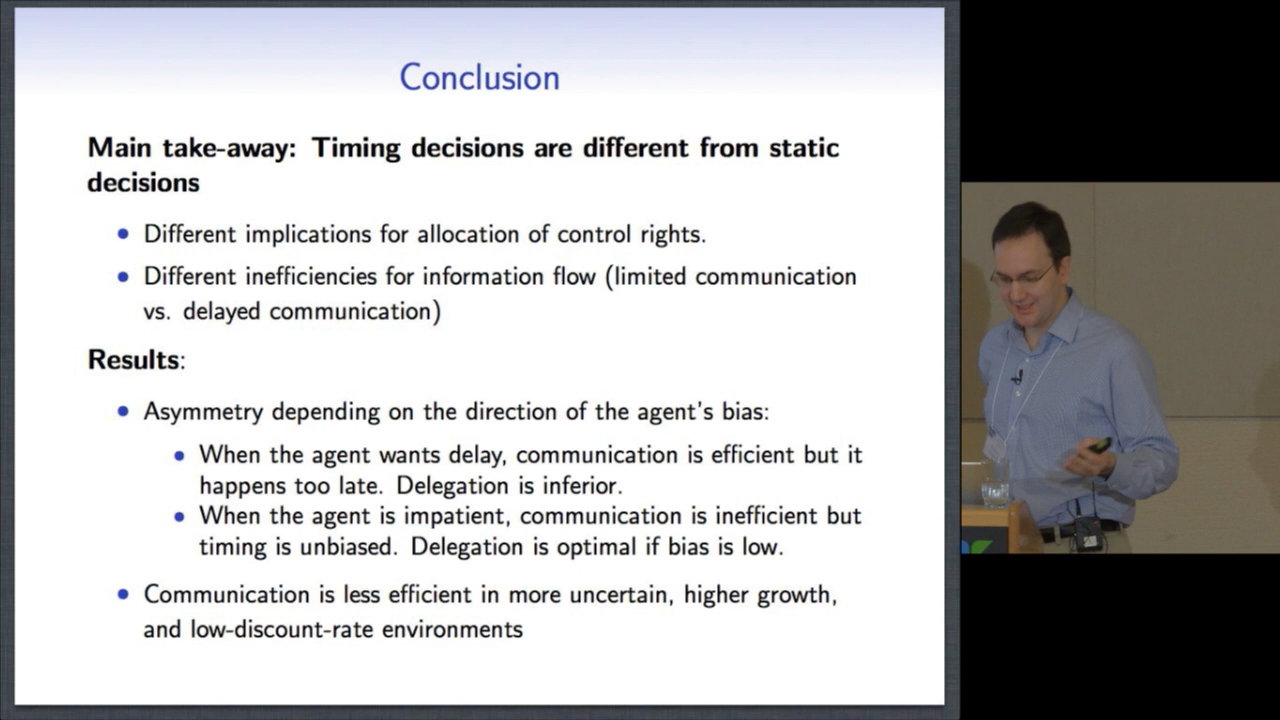 Conclusion
Main take-away: Timing decisions are different from static
decisions
Different implications for allocation of control rights.
Different inefficiencies for information flow (limited communication
vs. delayed communication)
Results:
Asymmetry depending on the direction of the agent's bias:
When the agent wants delay, communication is efficient but it
happens too late. Delegation is inferior.
When the agent is impatient, communication is inefficient but
timing is unbiased. Delegation is optimal if bias is low.
Communication is less efficient in more uncertain, higher growth,
and low-discount-rate environments